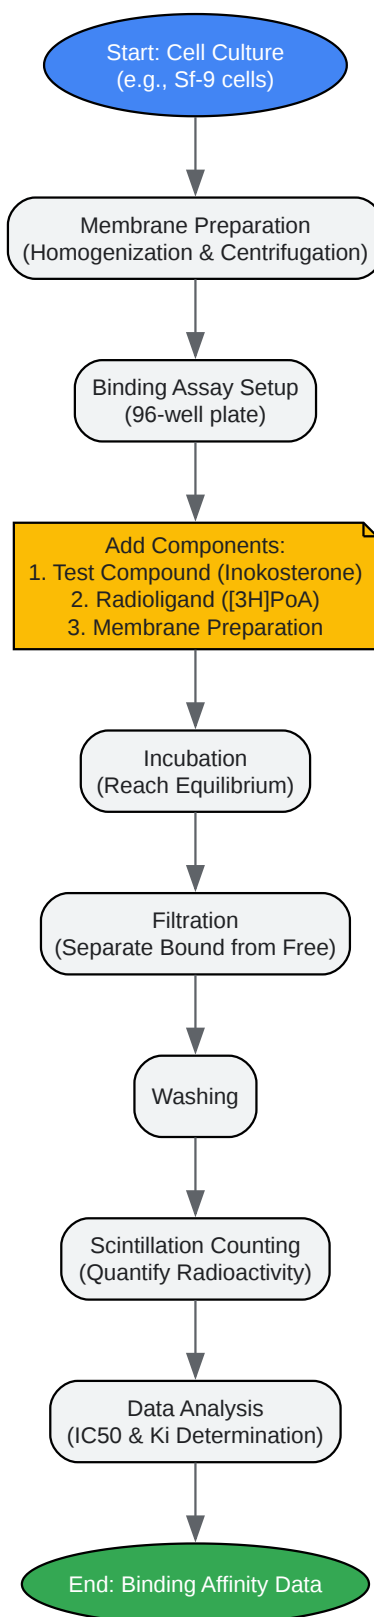 Start: Cell Culture
(e.g., Sf-9 cells)
Membrane Preparation
(Homogenization & Centrifugation)
Binding Assay Setup
(96-well plate)
Add Components:
1. Test Compound (Inokosterone)
2. Radioligand ([3H]PoA)
3. Membrane Preparation
Incubation
(Reach Equilibrium)
Filtration
(Separate Bound from Free)
Washing
Scintillation Counting
(Quantify Radioactivity)
Data Analysis
(IC50 & Ki Determination)
End: Binding Affinity Data